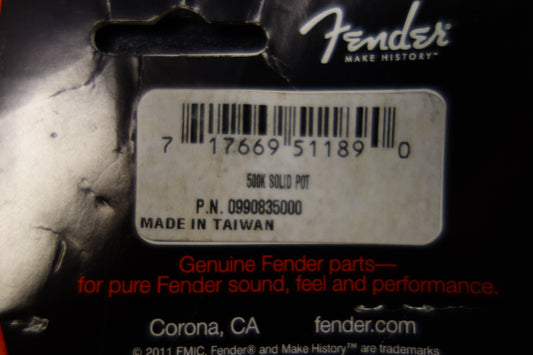 Fender
MAKE HISTORY™
7 17669 51189 0
500K SOLID POT
P.N. 0990835000
MADE IN TAIWAN
Genuine Fender parts—
for pure Fender sound, feel and performance.
Corona, CA fender.com
© 2011 FMIC. Fender® and Make History™ are trademarks